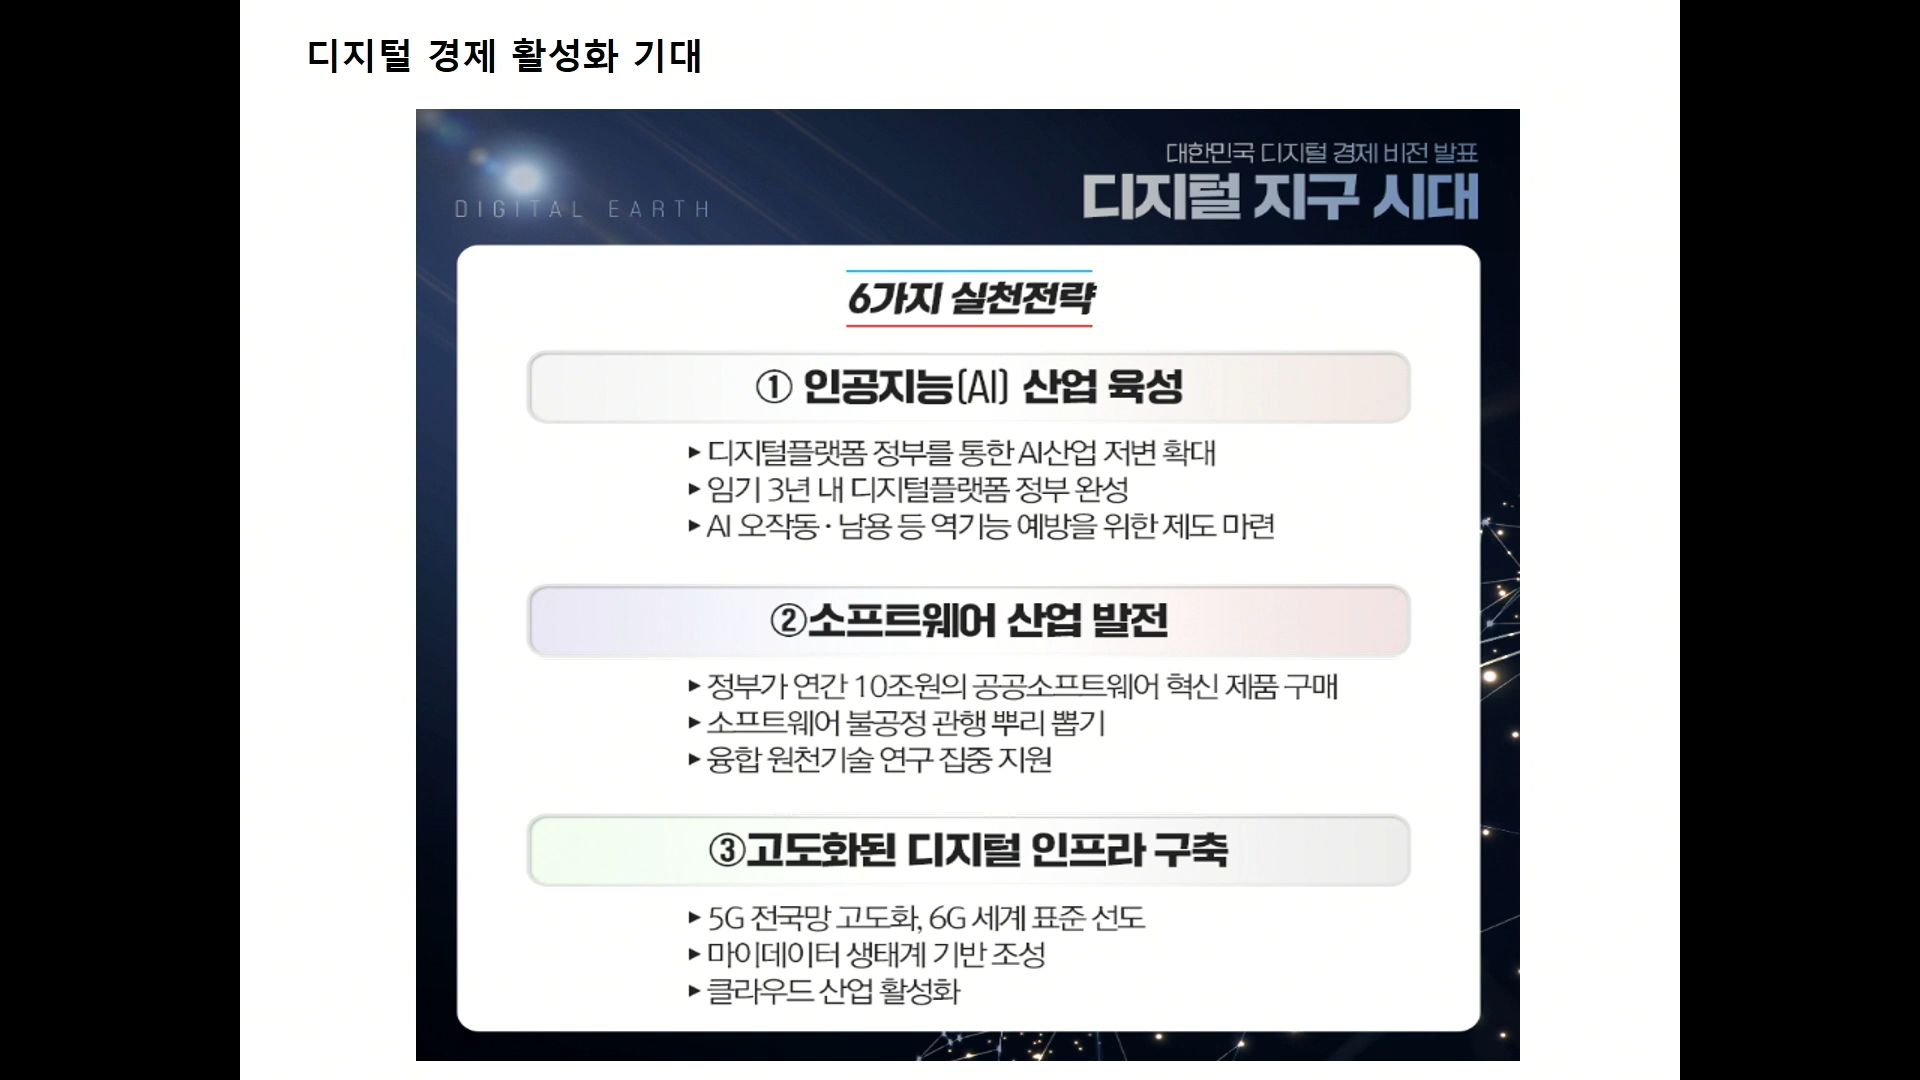 디지털 경제 활성화 기대
대한민국 디지털 경제 비전 발표
DIGITAL EARTH
디지털 지구 시대
6가지 실천전략
① 인공지능(AI) 산업 육성
▸ 디지털플랫폼 정부를 통한 AI산업 저변 확대
▸ 임기 3년 내 디지털플랫폼 정부 완성
▸ AI 오작동·남용 등 역기능 예방을 위한 제도 마련
②소프트웨어 산업 발전
▸ 정부가 연간 10조원의 공공소프트웨어 혁신 제품 구매
▸ 소프트웨어 불공정 관행 뿌리 뽑기
▸ 융합 원천기술 연구 집중 지원
③고도화된 디지털 인프라 구축
▸ 5G 전국망 고도화, 6G 세계 표준 선도
▸ 마이데이터 생태계 기반 조성
▸ 클라우드 산업 활성화